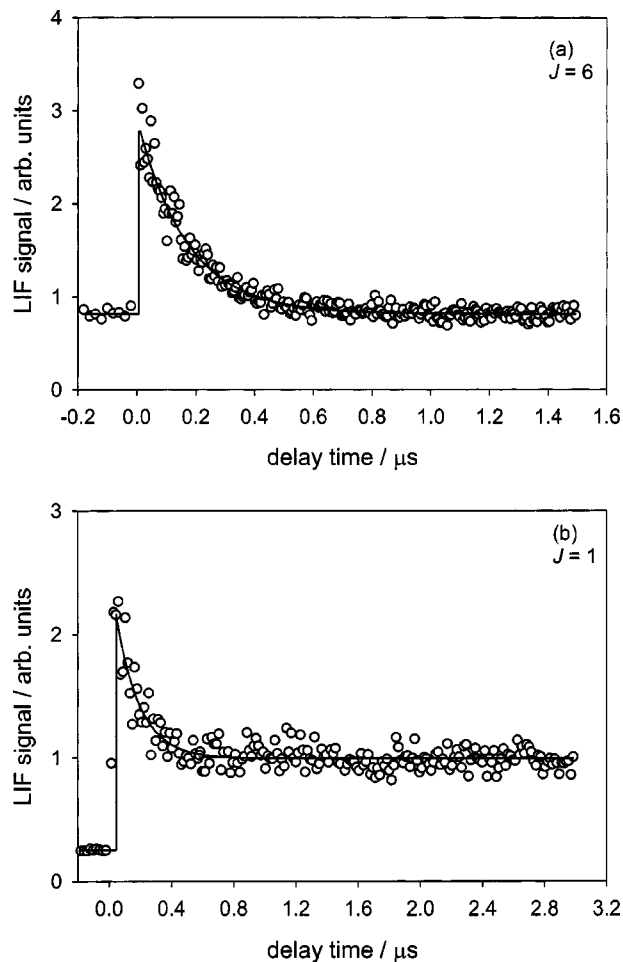 4
(a)
J = 6
3
2
1
0
LIF signal / arb. units
-0.2 0.0 0.2 0.4 0.6 0.8 1.0 1.2 1.4 1.6
delay time / μs
3
(b)
J = 1
2
1
0
LIF signal / arb. units
0.0 0.4 0.8 1.2 1.6 2.0 2.4 2.8 3.2
delay time / μs